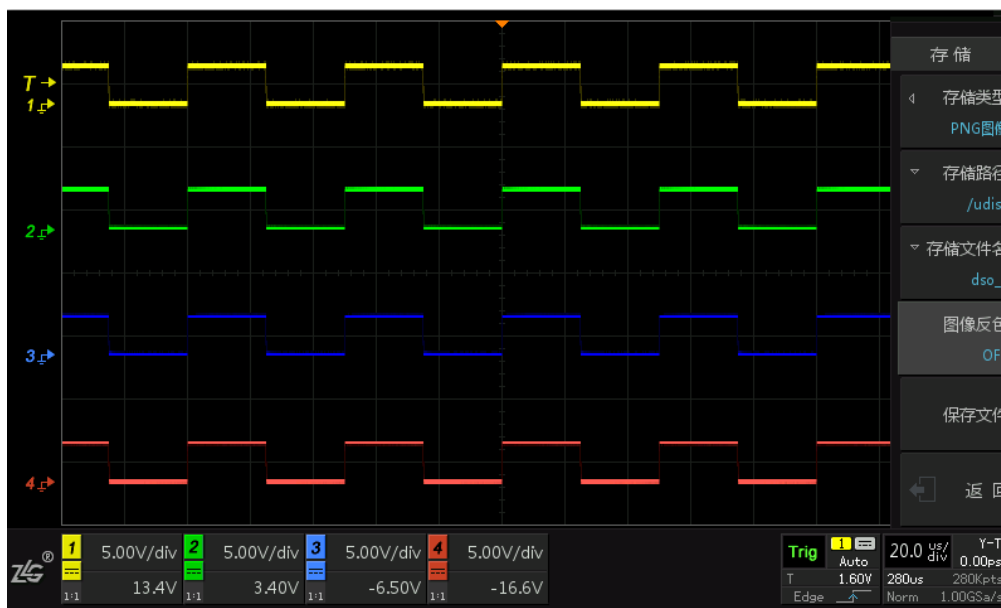 存储
T
1
存储类型
PNG图像
2
存储路径
/udis
存储文件名
dso_
3
图像反色
OF
保存文件
4
返回
ZLG®
1 5.00V/div 2 5.00V/div 3 5.00V/div 4 5.00V/div
1:1 13.4V 1:1 3.40V 1:1 -6.50V 1:1 -16.6V
Trig 1 Auto 20.0 us/div Y-T 0.00ps
T 1.60V 280us 280Kpts
Edge Norm 1.00GSa/s